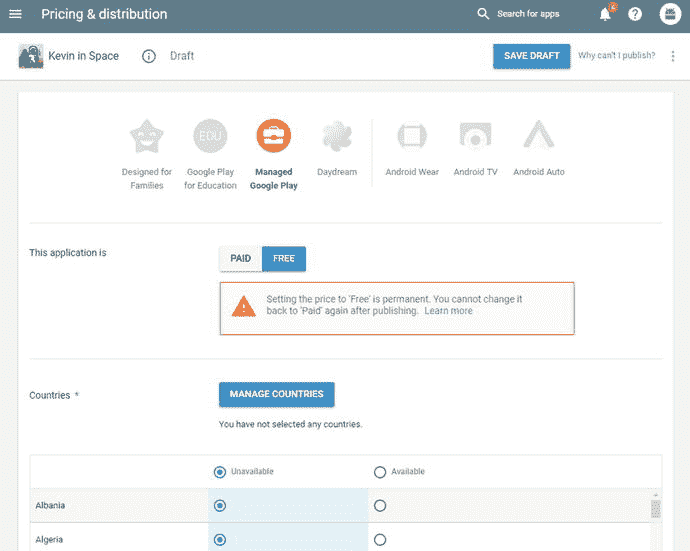 Pricing & distribution
Search for apps
Kevin in Space
Draft
SAVE DRAFT
Why can't I publish?
EDU
Designed for Families
Google Play for Education
Managed Google Play
Daydream
Android Wear
Android TV
Android Auto
This application is
PAID
FREE
Setting the price to 'Free' is permanent. You cannot change it
back to 'Paid' again after publishing. Learn more
Countries *
MANAGE COUNTRIES
You have not selected any countries.
Unavailable
Available
Albania
Algeria